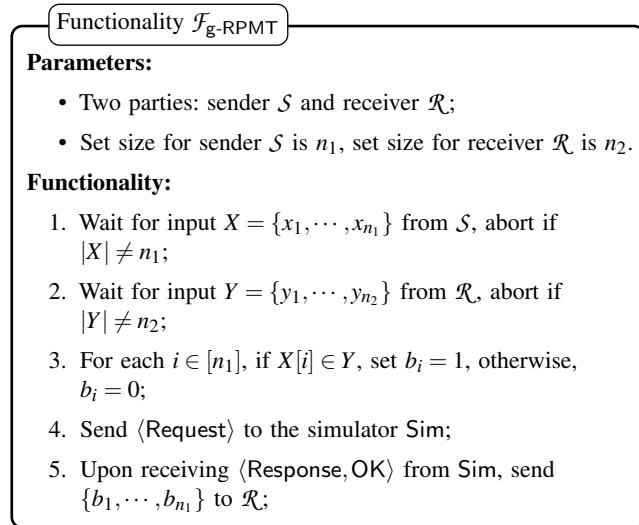 Functionality 𝓕g-RPMT
Parameters:
• Two parties: sender 𝒮 and receiver ℛ;
• Set size for sender 𝒮 is n₁, set size for receiver ℛ is n₂.
Functionality:
1. Wait for input X = {x₁,⋯,xₙ₁} from 𝒮, abort if
|X| ≠ n₁;
2. Wait for input Y = {y₁,⋯,yₙ₂} from ℛ, abort if
|Y| ≠ n₂;
3. For each i ∈ [n₁], if X[i] ∈ Y, set bᵢ = 1, otherwise,
bᵢ = 0;
4. Send ⟨Request⟩ to the simulator Sim;
5. Upon receiving ⟨Response,OK⟩ from Sim, send
{b₁,⋯,bₙ₁} to ℛ;